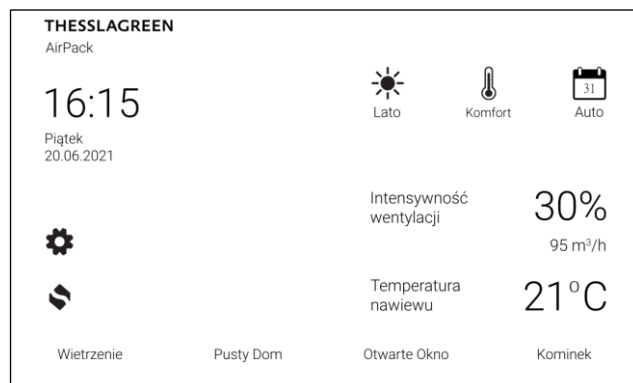 THESSLAGREEN
AirPack
16:15
Piątek
20.06.2021
31
Lato
Komfort
Auto
Intensywność
wentylacji
30%
95 m³/h
Temperatura
nawiewu
21°C
Wietrzenie
Pusty Dom
Otwarte Okno
Kominek